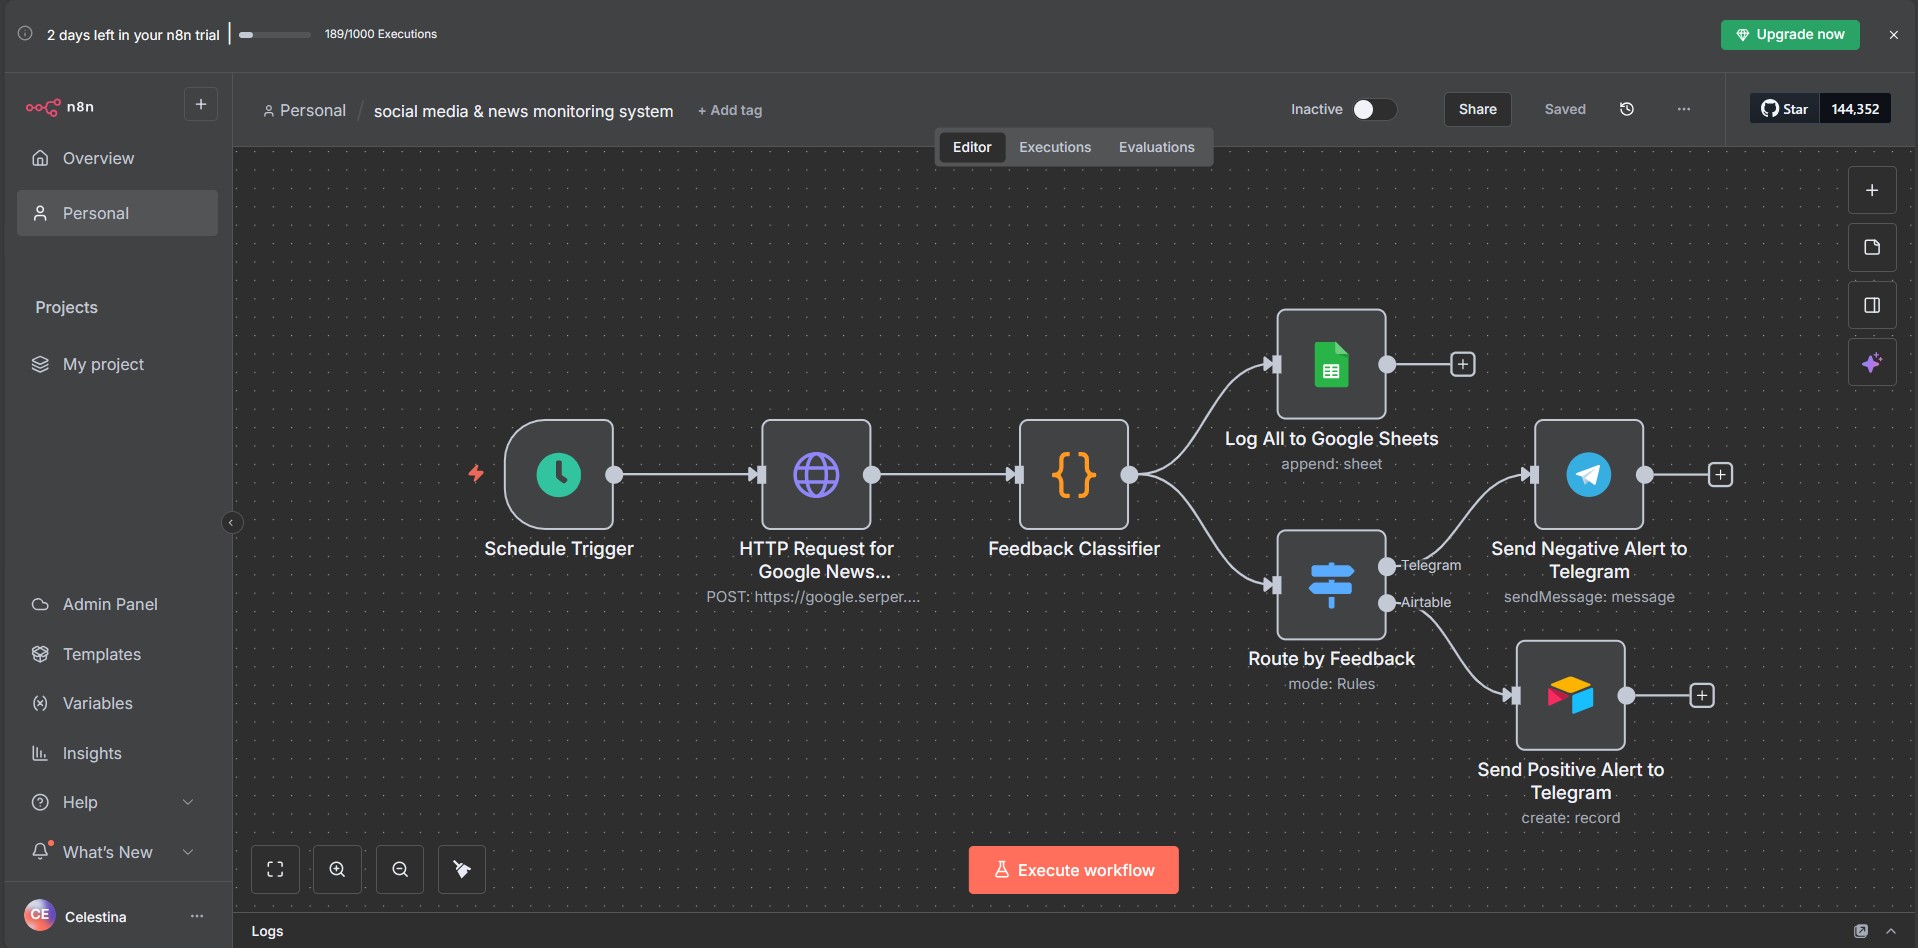 2 days left in your n8n trial
189/1000 Executions
Upgrade now
n8n
Personal / social media & news monitoring system
+ Add tag
Inactive
Share
Saved
Star
144,352
Editor
Executions
Evaluations
Overview
Personal
Projects
My project
Admin Panel
Templates
Variables
Insights
Help
What's New
CE
Celestina
Schedule Trigger
HTTP Request for
Google News...
POST: https://google.serper....
Feedback Classifier
Log All to Google Sheets
append: sheet
Telegram
Airtable
Route by Feedback
mode: Rules
Send Negative Alert to
Telegram
sendMessage: message
Send Positive Alert to
Telegram
create: record
Execute workflow
Logs